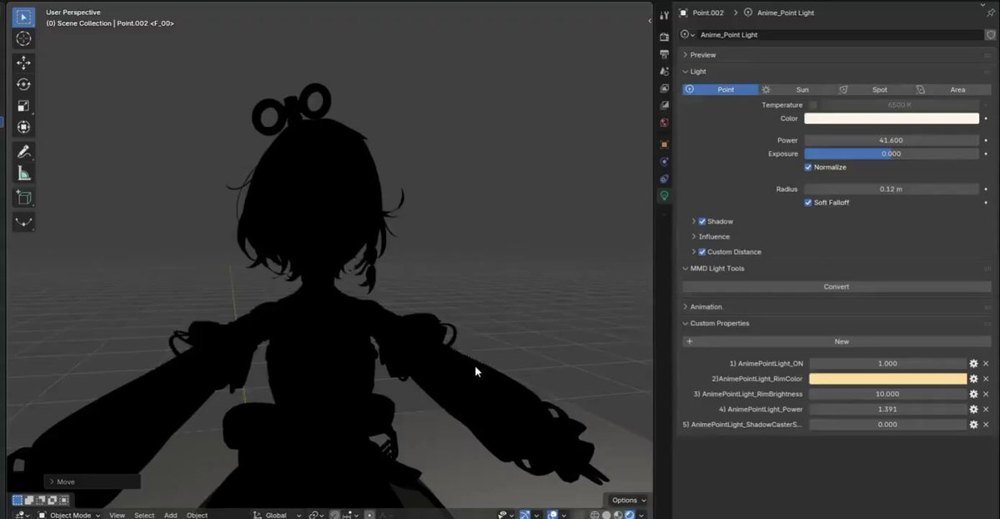 User Perspective
(0) Scene Collection | Point.002 <F_00>
Move
Options
Object Mode
View
Select
Add
Object
Global
Point.002
Anime_Point Light
Anime_Point Light
Preview
Light
Point
Sun
Spot
Area
Temperature
6500 K
Color
Power
41.600
Exposure
0.000
Normalize
Radius
0.12 m
Soft Falloff
Shadow
Influence
Custom Distance
MMD Light Tools
Convert
Animation
Custom Properties
New
1) AnimePointLight_ON
1.000
2)AnimePointLight_RimColor
3) AnimePointLight_RimBrightness
10.000
4) AnimePointLight_Power
1.391
5) AnimePointLight_ShadowCasterS...
0.000